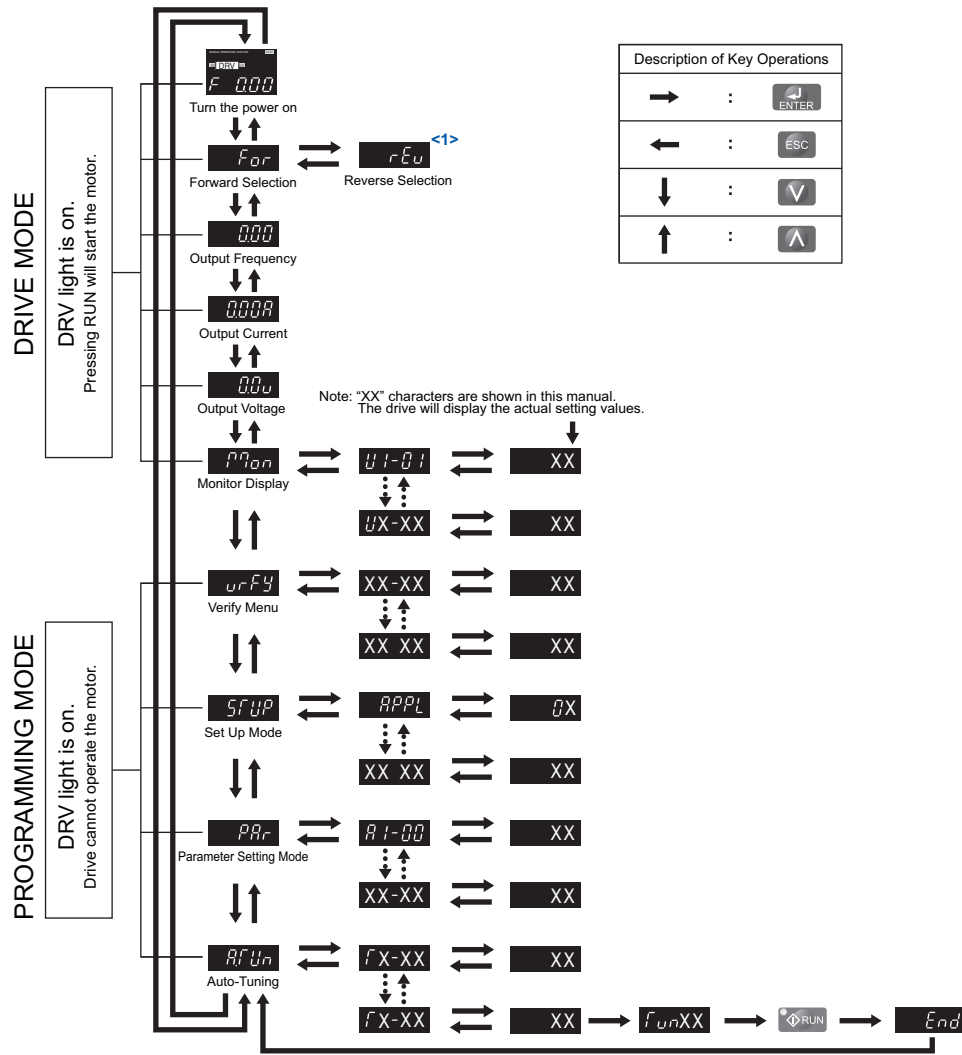 DRIVE MODE
DRV light is on.
Pressing RUN will start the motor.
DRV
F 0.00
Turn the power on
For
Forward Selection
rEv
<1>
Reverse Selection
0.00
Output Frequency
0.00A
Output Current
0.0v
Output Voltage
Note: "XX" characters are shown in this manual.
The drive will display the actual setting values.
Mon
Monitor Display
U1-01
XX
UX-XX
XX
Description of Key Operations
→ : ENTER
← : ESC
↓ : V
↑ : Λ
PROGRAMMING MODE
DRV light is on.
Drive cannot operate the motor.
vrFY
Verify Menu
XX-XX
XX
XX XX
XX
STUP
Set Up Mode
APPL
0X
XX XX
XX
PAr
Parameter Setting Mode
A1-00
XX
XX-XX
XX
A.TUn
Auto-Tuning
TX-XX
XX
TX-XX
XX
TunXX
RUN
End